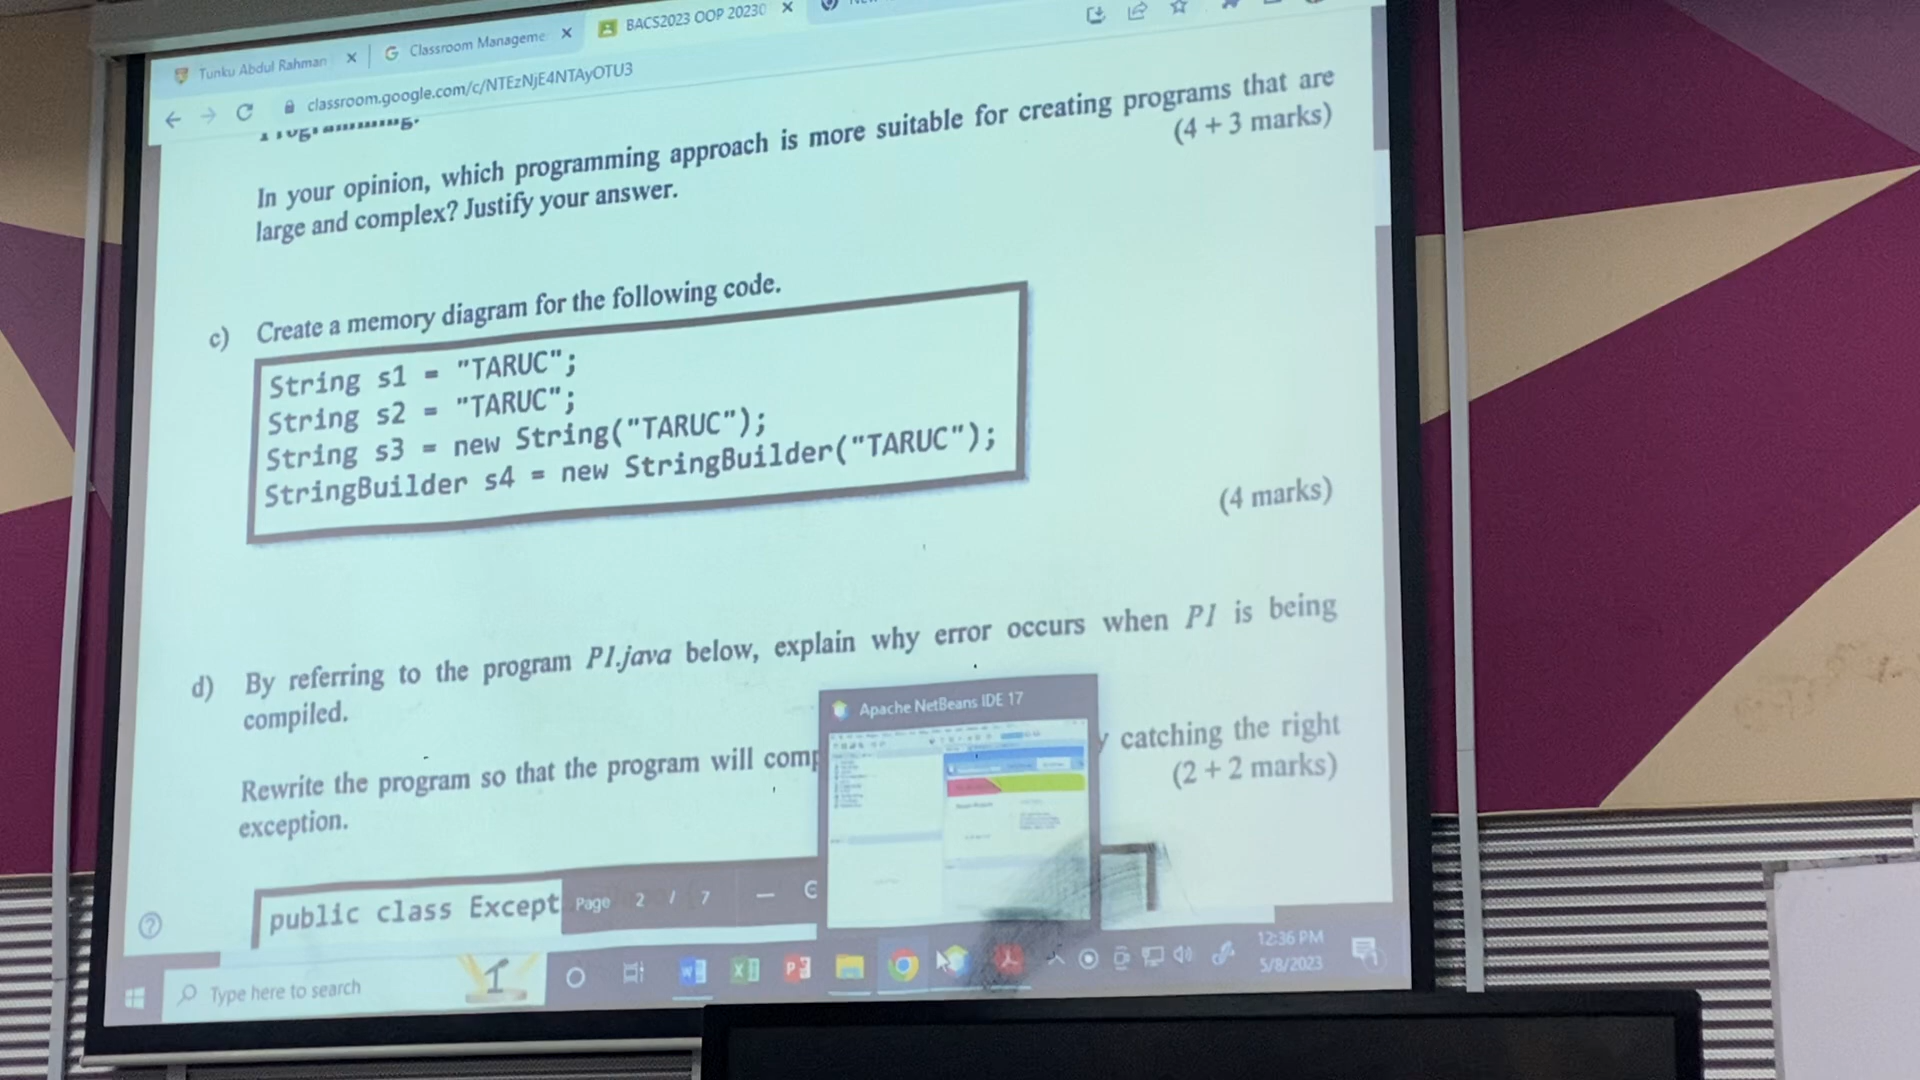 Tunku Abdul Rahman
Classroom Manageme
BACS2023 OOP 20230
classroom.google.com/c/NTEzNjE4NTAyOTU3
In your opinion, which programming approach is more suitable for creating programs that are
large and complex? Justify your answer.
(4 + 3 marks)
c) Create a memory diagram for the following code.
String s1 = "TARUC";
String s2 = "TARUC";
String s3 = new String("TARUC");
StringBuilder s4 = new StringBuilder("TARUC");
(4 marks)
d) By referring to the program P1.java below, explain why error occurs when P1 is being
compiled.
Apache NetBeans IDE 17
Rewrite the program so that the program will comp
y catching the right
exception.
(2 + 2 marks)
public class Except
Page 2 / 7
Type here to search
12:36 PM
5/8/2023